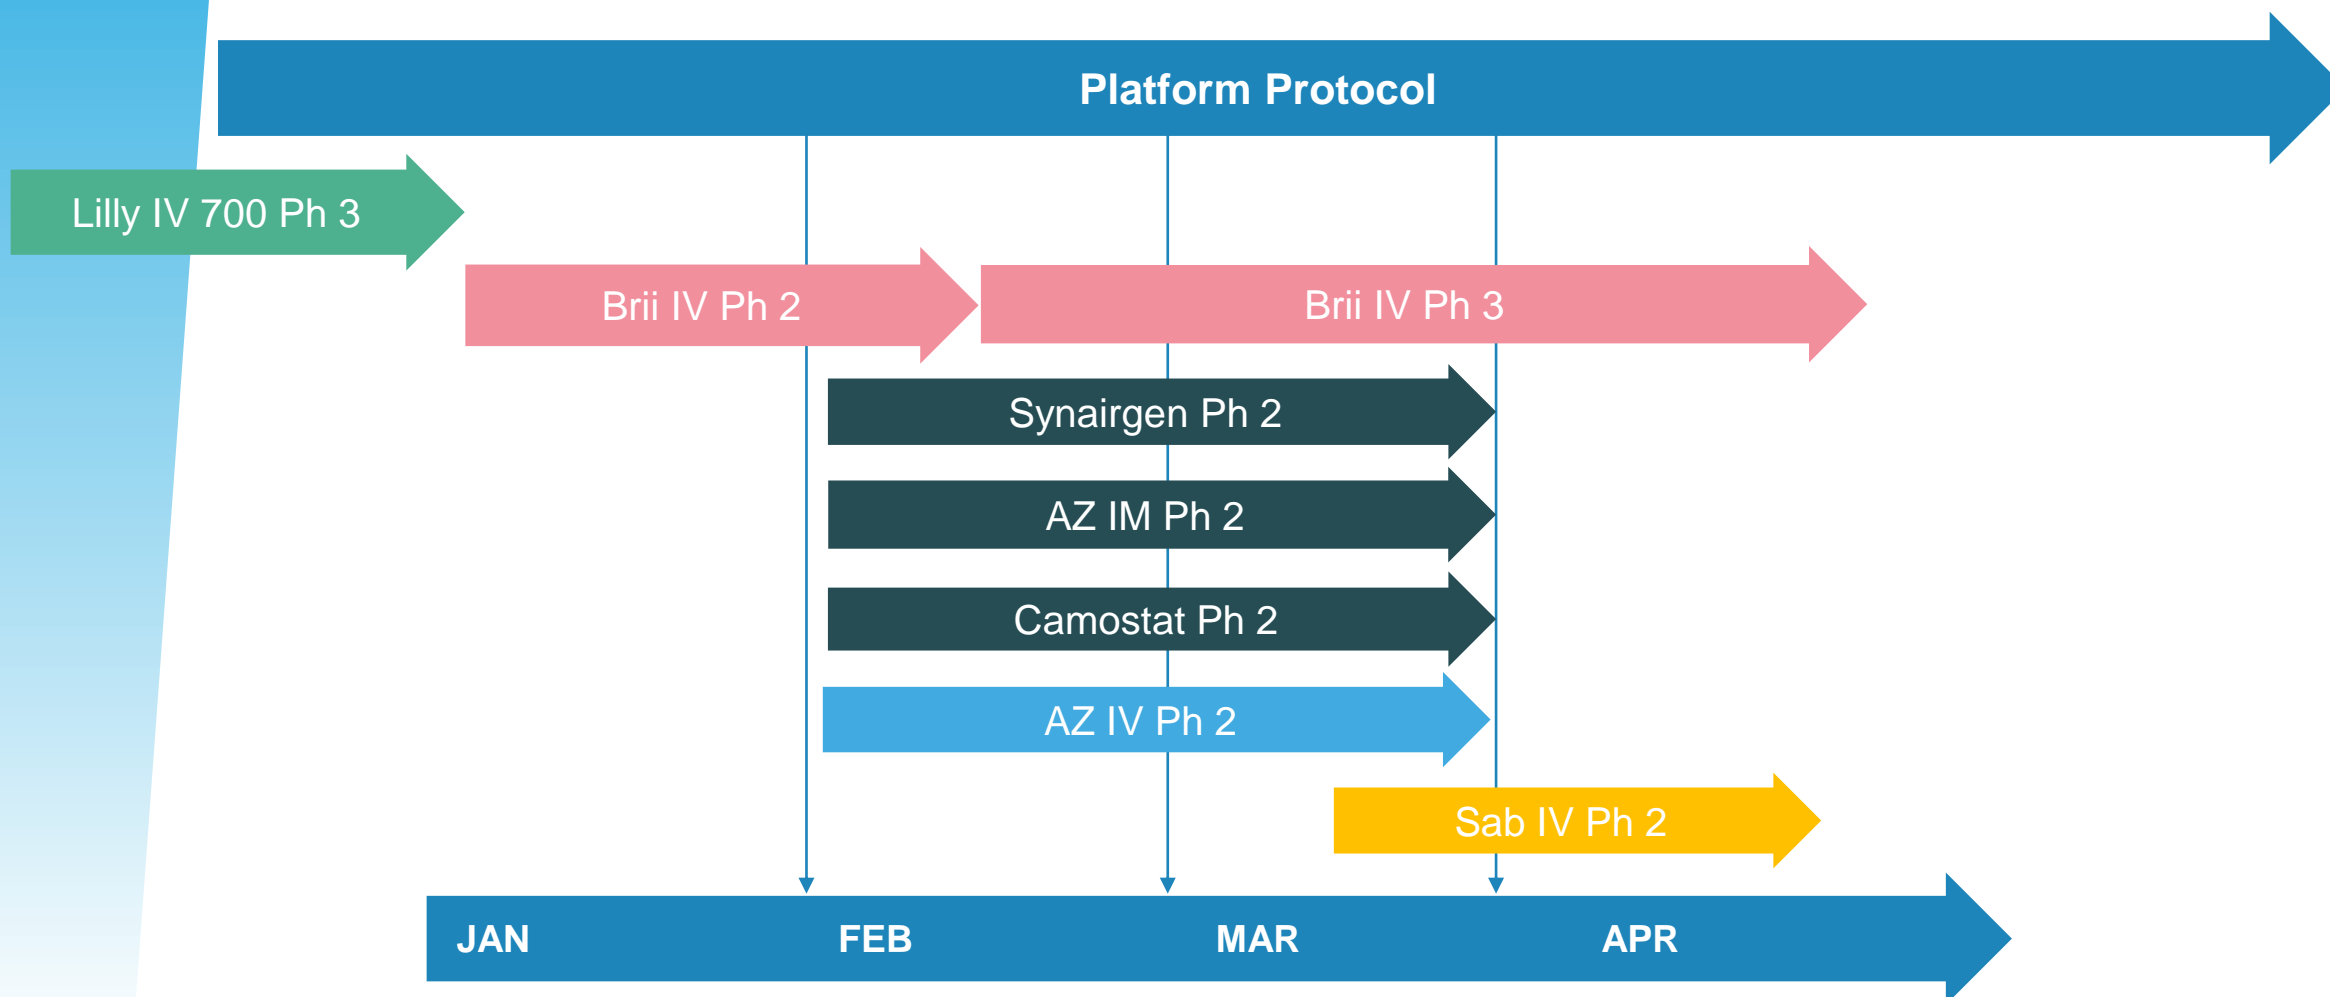 Platform Protocol
Lilly IV 700 Ph 3
Brii IV Ph 2
Brii IV Ph 3
Synairgen Ph 2
AZ IM Ph 2
Camostat Ph 2
AZ IV Ph 2
Sab IV Ph 2
JAN FEB MAR APR